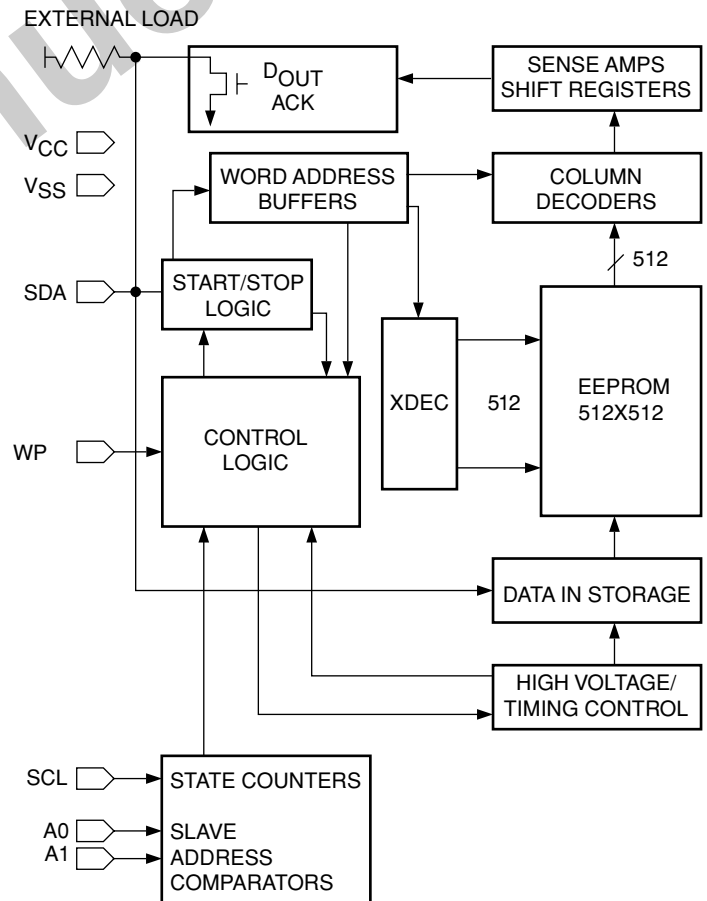 EXTERNAL LOAD
DOUT
ACK
SENSE AMPS
SHIFT REGISTERS
VCC
VSS
WORD ADDRESS
BUFFERS
COLUMN
DECODERS
512
SDA
START/STOP
LOGIC
XDEC
512
EEPROM
512X512
WP
CONTROL
LOGIC
DATA IN STORAGE
HIGH VOLTAGE/
TIMING CONTROL
SCL
STATE COUNTERS
A0
SLAVE
A1
ADDRESS
COMPARATORS